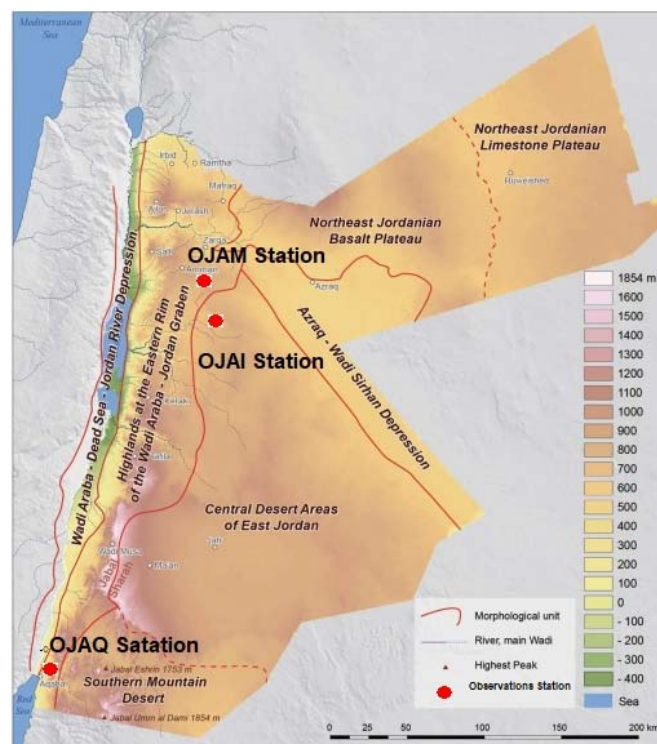 Mediterranean
Sea
Irbid
Ramtha
Mafraq
Ajlun
Jerash
Zarqa
Salt
Amman
OJAM Station
OJAI Station
Azraq
Northeast Jordanian
Limestone Plateau
Ruweished
Northeast Jordanian
Basalt Plateau
Azraq - Wadi Sirhan Depression
Wadi Araba - Dead Sea - Jordan River Depression
Highlands at the Eastern Rim
of the Wadi Araba - Jordan Graben
Kerak
Central Desert Areas
of East Jordan
Jafr
Wadi Musa
Ma'an
Jabal
Sharah
OJAQ Satation
Aqaba
Red Sea
Jabal Eshrin 1753 m
Southern Mountain
Desert
Jabal Umm al Dami 1854 m
1854 m
1600
1500
1400
1300
1200
1100
1000
900
800
700
600
500
400
300
200
100
0
- 100
- 200
- 300
- 400
Sea
Morphological unit
River, main Wadi
Highest Peak
Observations Station
0 25 50 100 150 200 km